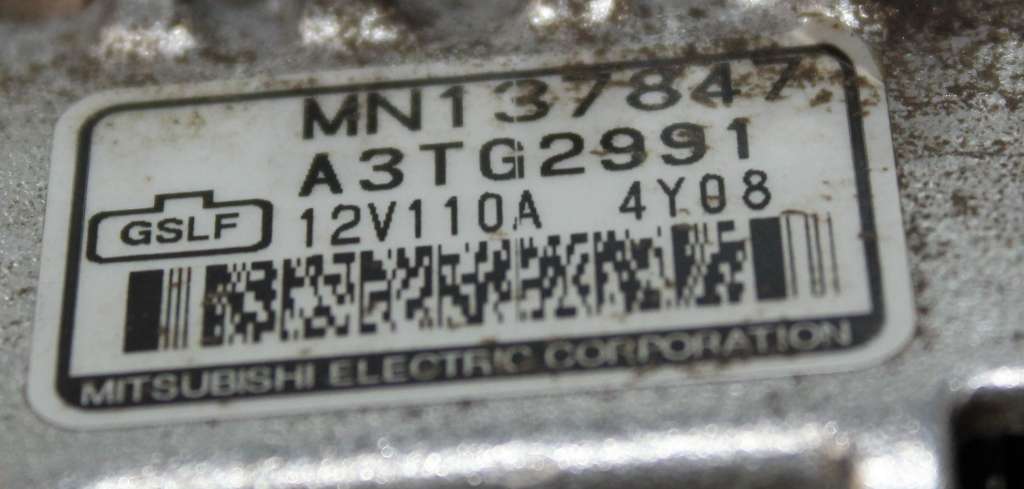 MN137847
A3TG2991
GSLF 12V110A 4Y08
MITSUBISHI ELECTRIC CORPORATION